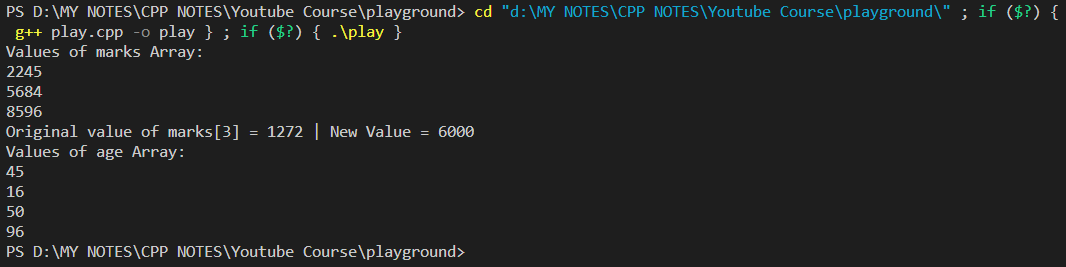 PS D:\MY NOTES\CPP NOTES\Youtube Course\playground> cd "d:\MY NOTES\CPP NOTES\Youtube Course\playground\" ; if ($?) {
g++ play.cpp -o play } ; if ($?) { .\play }
Values of marks Array:
2245
5684
8596
Original value of marks[3] = 1272 | New Value = 6000
Values of age Array:
45
16
50
96
PS D:\MY NOTES\CPP NOTES\Youtube Course\playground>